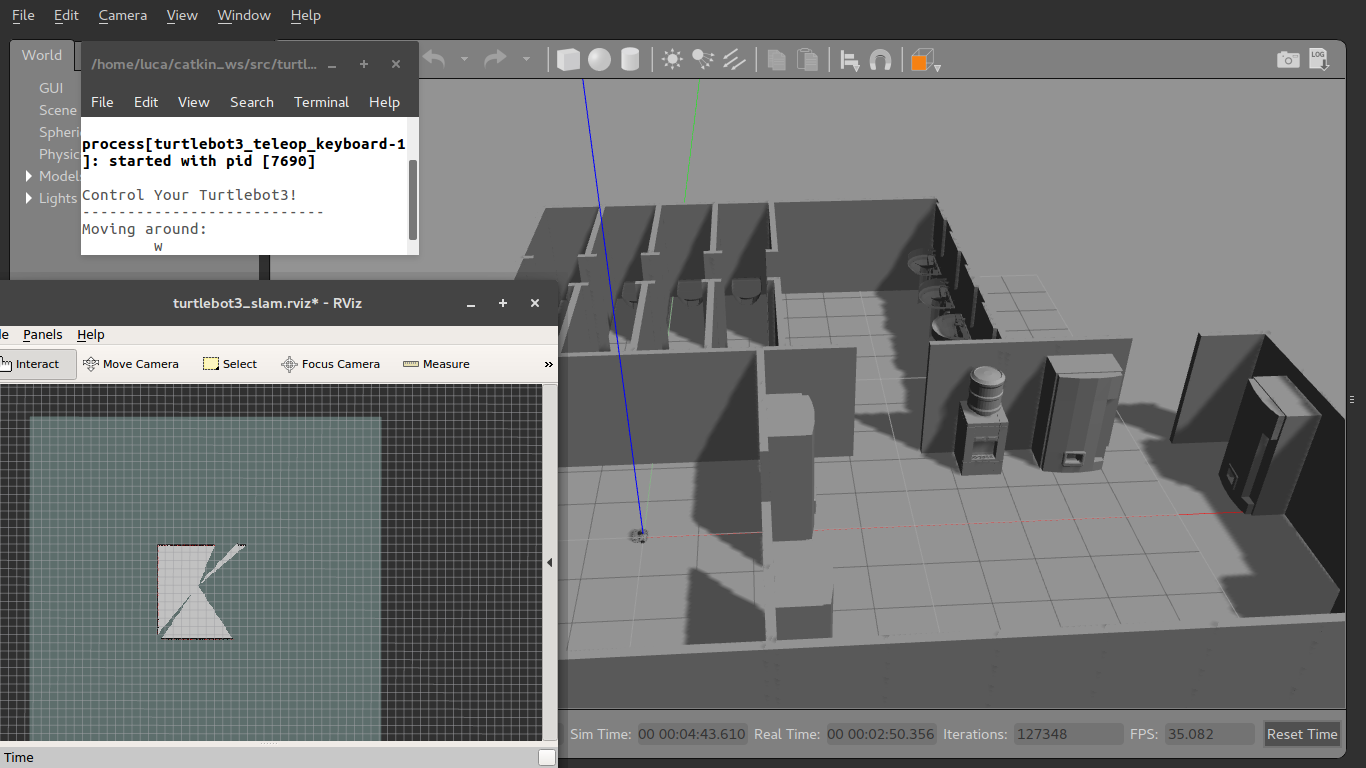 File Edit Camera View Window Help
World
GUI
Scene
Spheri
Physic
Models
Lights
/home/luca/catkin_ws/src/turtl...
File Edit View Search Terminal Help
process[turtlebot3_teleop_keyboard-1
]: started with pid [7690]
Control Your Turtlebot3!
---------------------------
Moving around:
w
LOG
turtlebot3_slam.rviz* - RViz
le Panels Help
Interact Move Camera Select Focus Camera Measure »
Time
Sim Time: 00 00:04:43.610 Real Time: 00 00:02:50.356 Iterations: 127348 FPS: 35.082 Reset Time